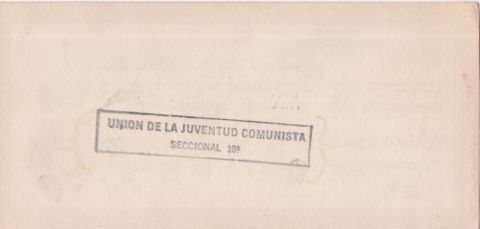 UNION DE LA JUVENTUD COMUNISTA
SECCIONAL 10ª